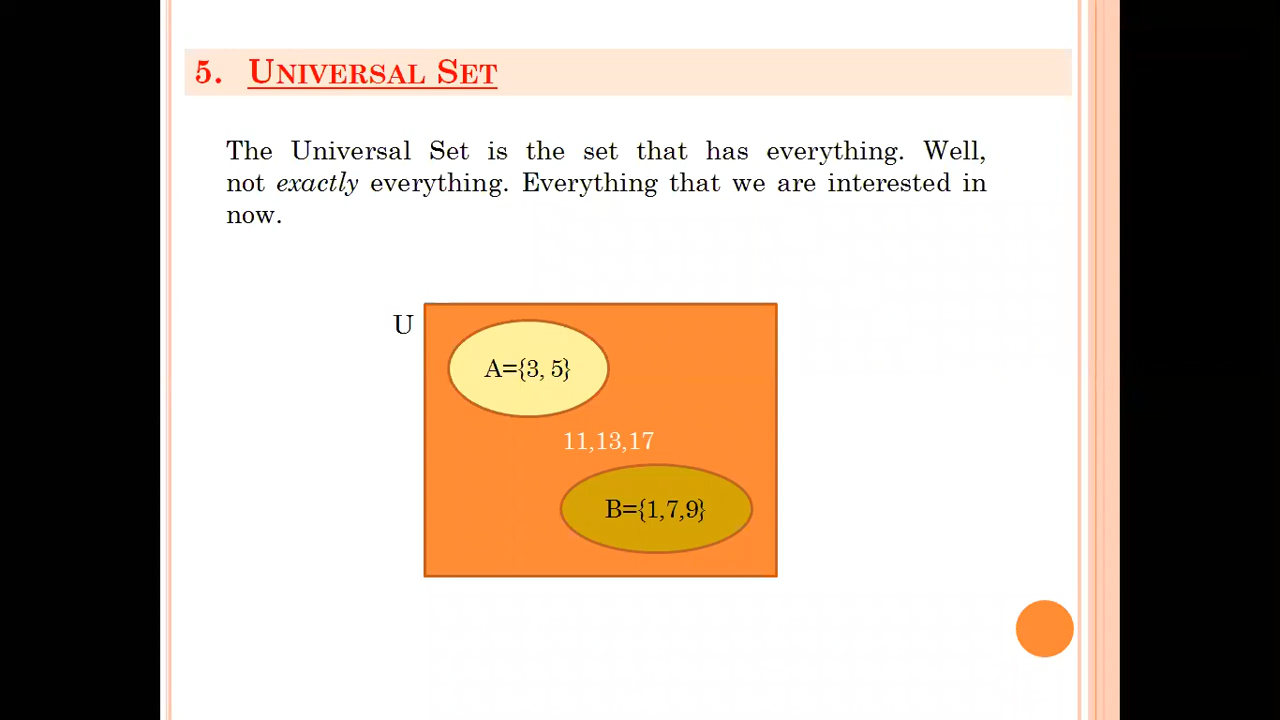 5. Universal Set
The Universal Set is the set that has everything. Well,
not exactly everything. Everything that we are interested in
now.
U
A={3, 5}
11,13,17
B={1,7,9}